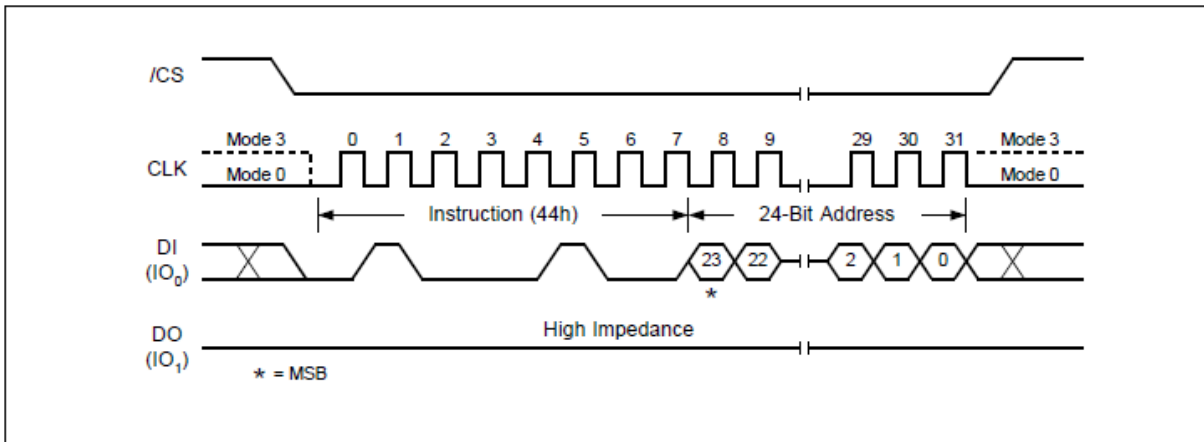 /CS
Mode 3 0 1 2 3 4 5 6 7 8 9 29 30 31 Mode 3
CLK
Mode 0 Mode 0
Instruction (44h) 24-Bit Address
DI
(IO0) 23 22 2 1 0
*
High Impedance
DO
(IO1)
* = MSB